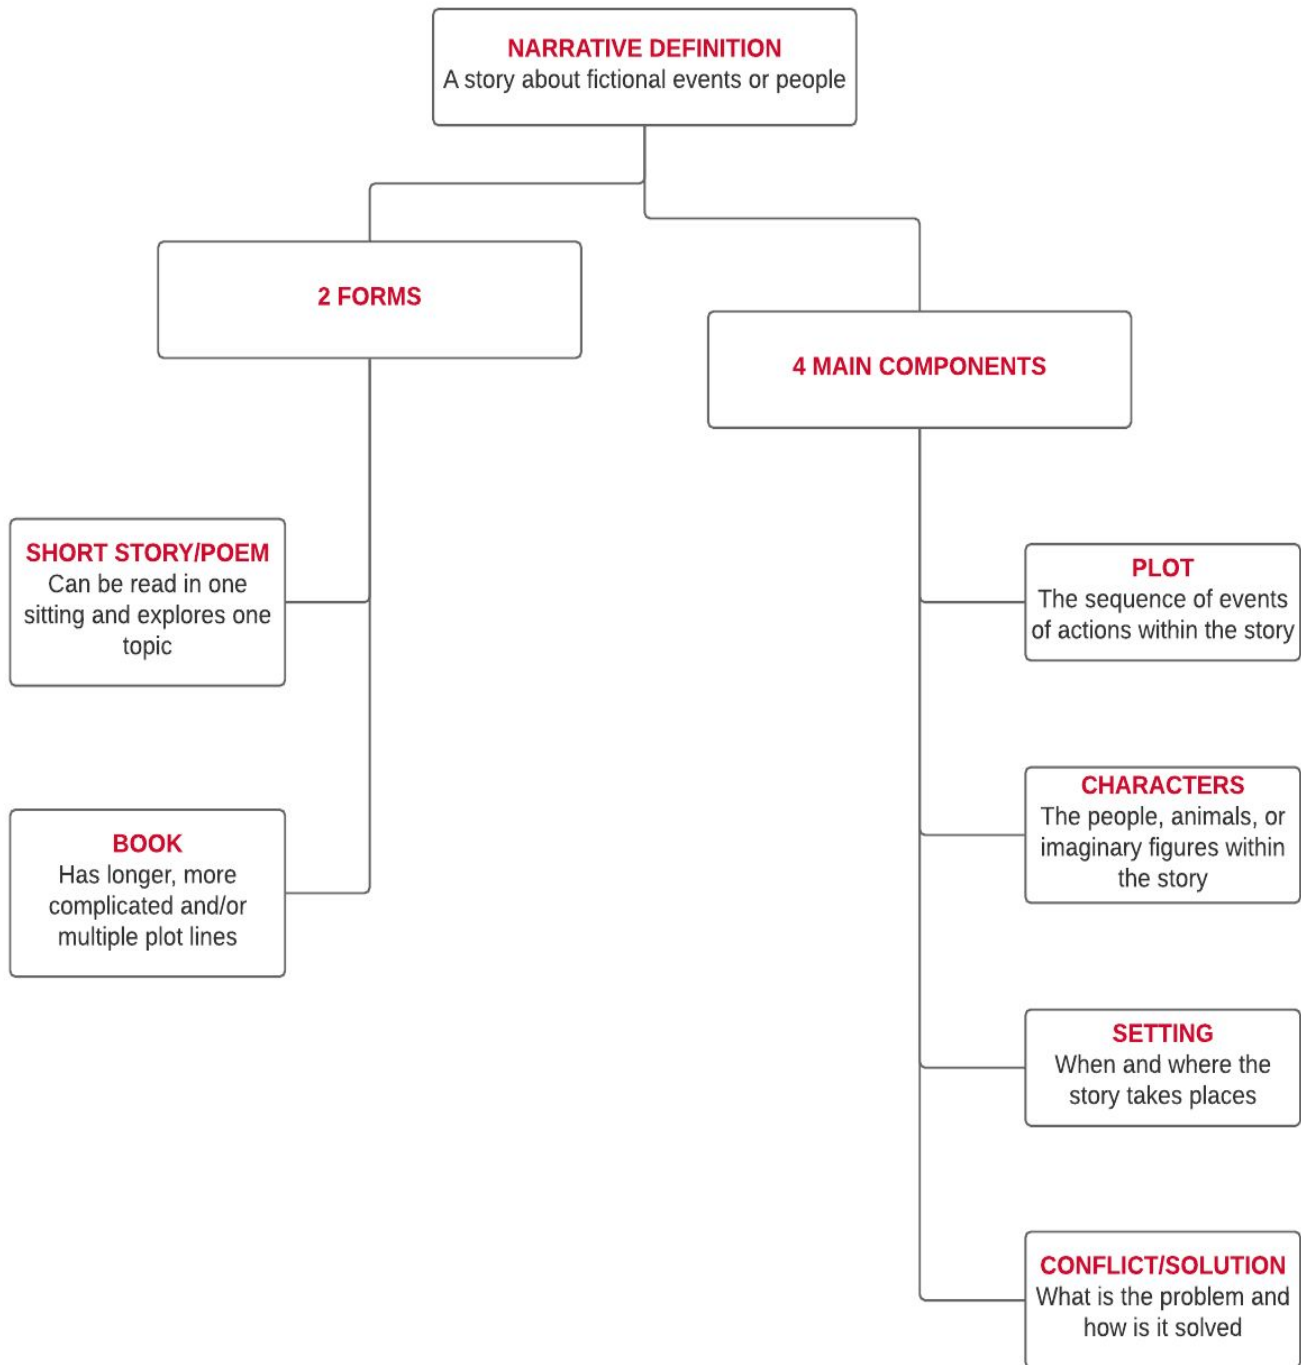 NARRATIVE DEFINITION
A story about fictional events or people
2 FORMS
4 MAIN COMPONENTS
SHORT STORY/POEM
Can be read in one
sitting and explores one
topic
BOOK
Has longer, more
complicated and/or
multiple plot lines
PLOT
The sequence of events
of actions within the story
CHARACTERS
The people, animals, or
imaginary figures within
the story
SETTING
When and where the
story takes places
CONFLICT/SOLUTION
What is the problem and
how is it solved